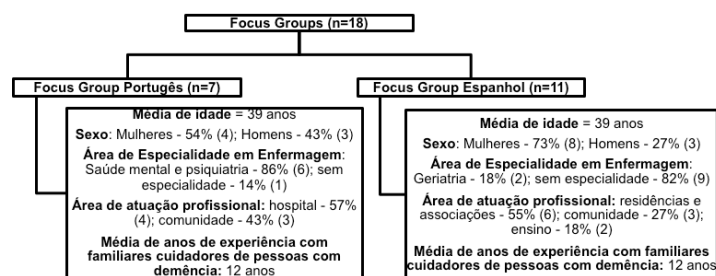 Focus Groups (n=18)
Focus Group Portugês (n=7)
Focus Group Espanhol (n=11)
Média de idade = 39 anos
Sexo: Mulheres - 54% (4); Homens - 43% (3)
Área de Especialidade em Enfermagem:
Saúde mental e psiquiatria - 86% (6); sem
especialidade - 14% (1)
Área de atuação profissional: hospital - 57%
(4); comunidade - 43% (3)
Média de anos de experiência com
familiares cuidadores de pessoas com
demência: 12 anos
Média de idade = 39 anos
Sexo: Mulheres - 73% (8); Homens - 27% (3)
Área de Especialidade em Enfermagem:
Geriatria - 18% (2); sem especialidade - 82% (9)
Área de atuação profissional: residências e
associações - 55% (6); comunidade - 27% (3);
ensino - 18% (2)
Média de anos de experiência com familiares
cuidadores de pessoas com demência: 12 anos